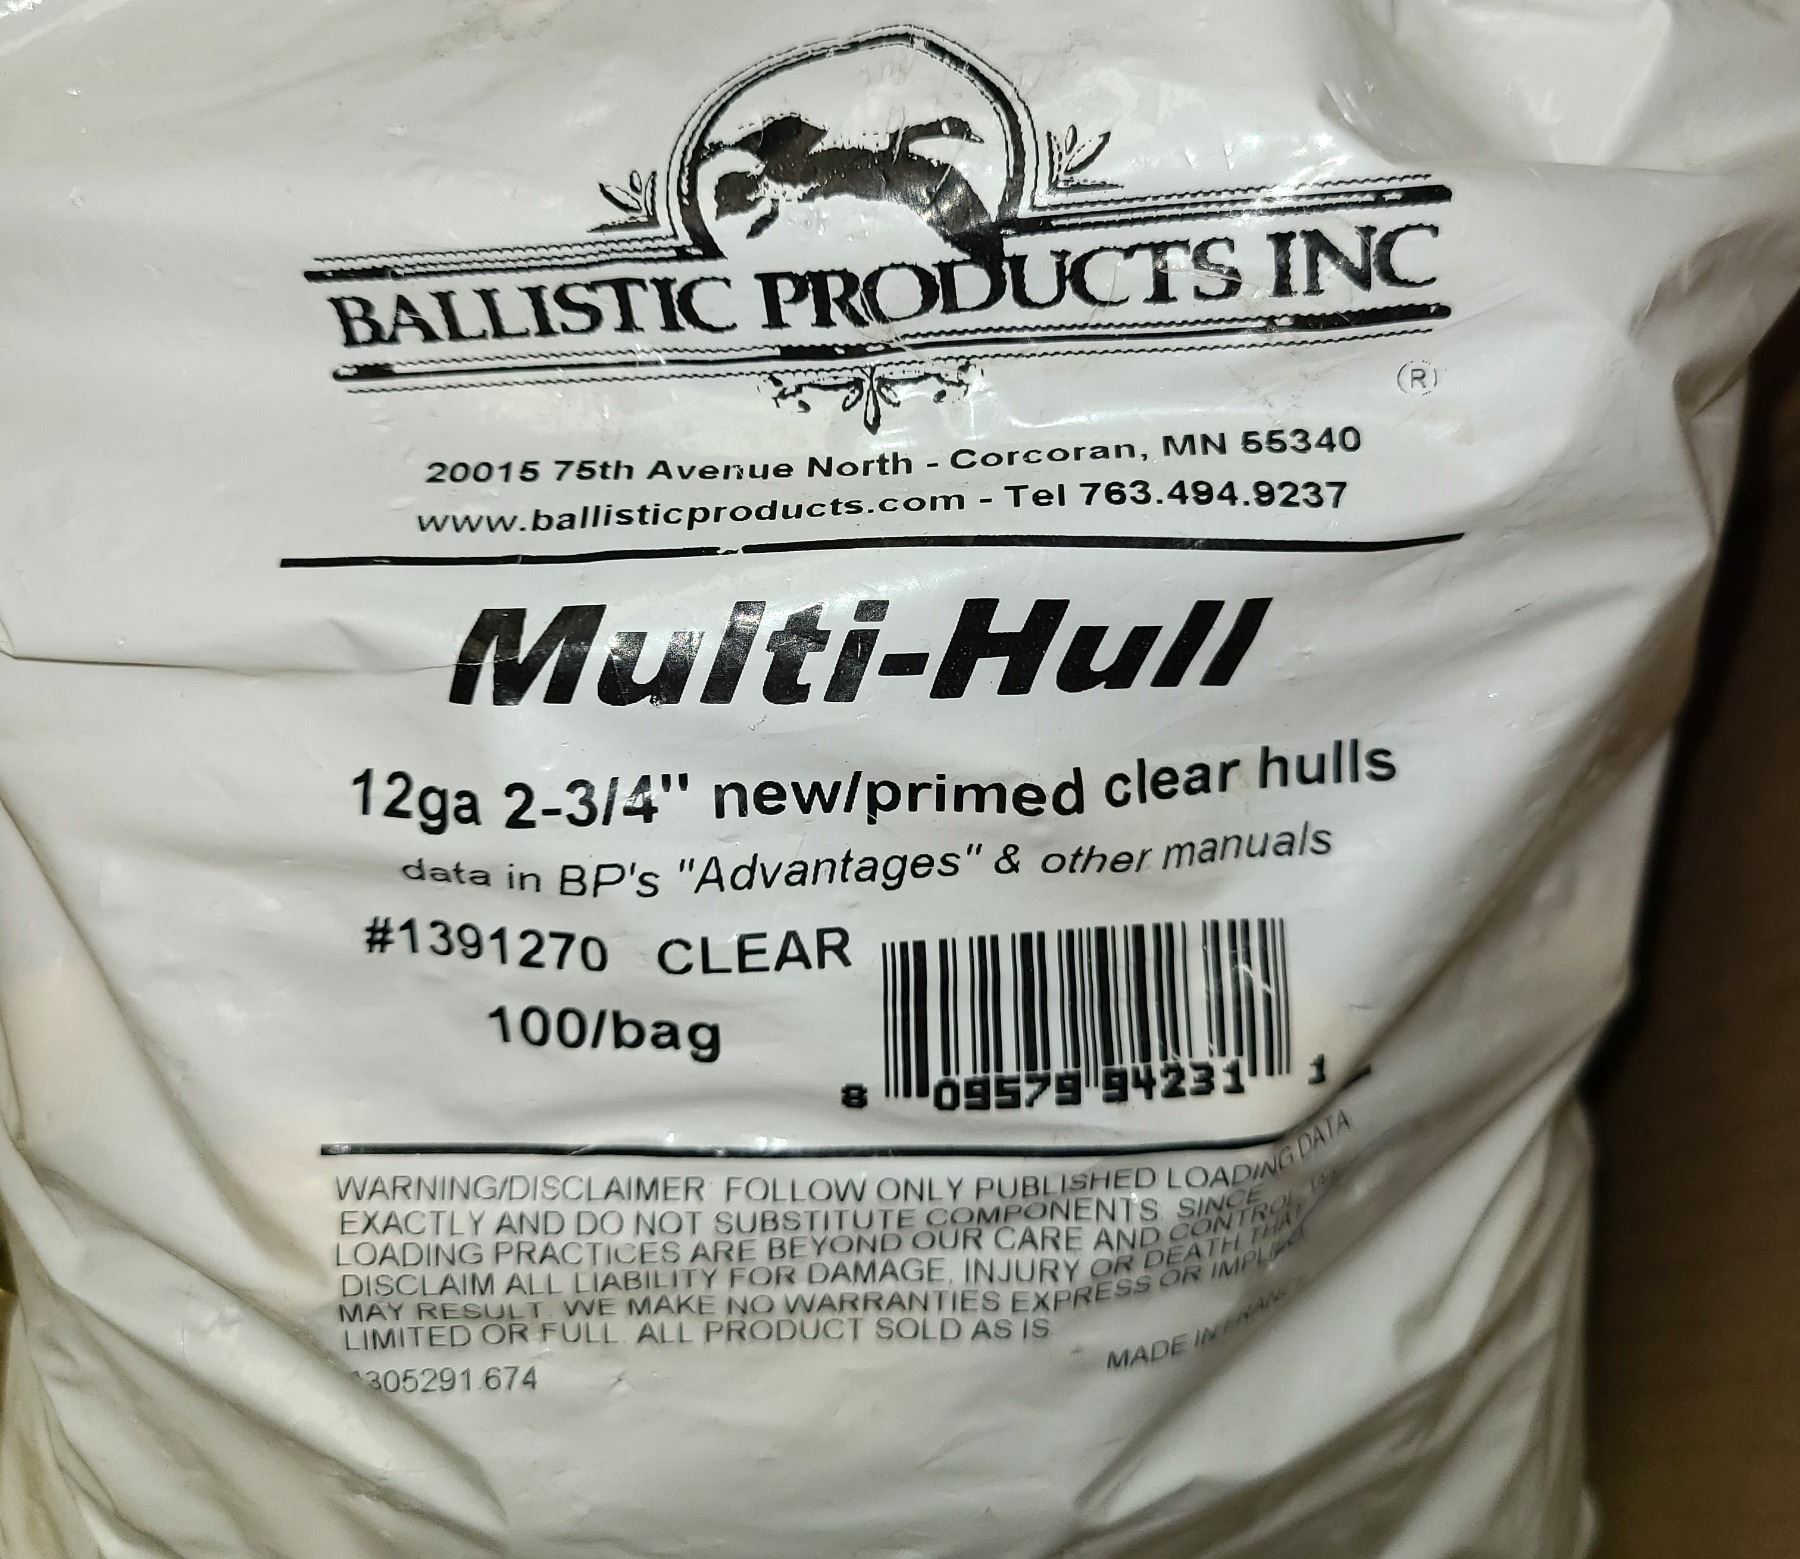 BALLISTIC PRODUCTS INC
(R)
20015 75th Avenue North - Corcoran, MN 55340
www.ballisticproducts.com - Tel 763.494.9237
Multi-Hull
12ga 2-3/4" new/primed clear hulls
data in BP's "Advantages" & other manuals
#1391270 CLEAR
100/bag
8 09579 94231 1
WARNING/DISCLAIMER: FOLLOW ONLY PUBLISHED LOADING DATA
EXACTLY AND DO NOT SUBSTITUTE COMPONENTS. SINCE
LOADING PRACTICES ARE BEYOND OUR CARE AND CONTROL, WE
DISCLAIM ALL LIABILITY FOR DAMAGE, INJURY OR DEATH THAT
MAY RESULT. WE MAKE NO WARRANTIES EXPRESS OR IMPLIED
LIMITED OR FULL. ALL PRODUCT SOLD AS IS
305291.674
MADE IN